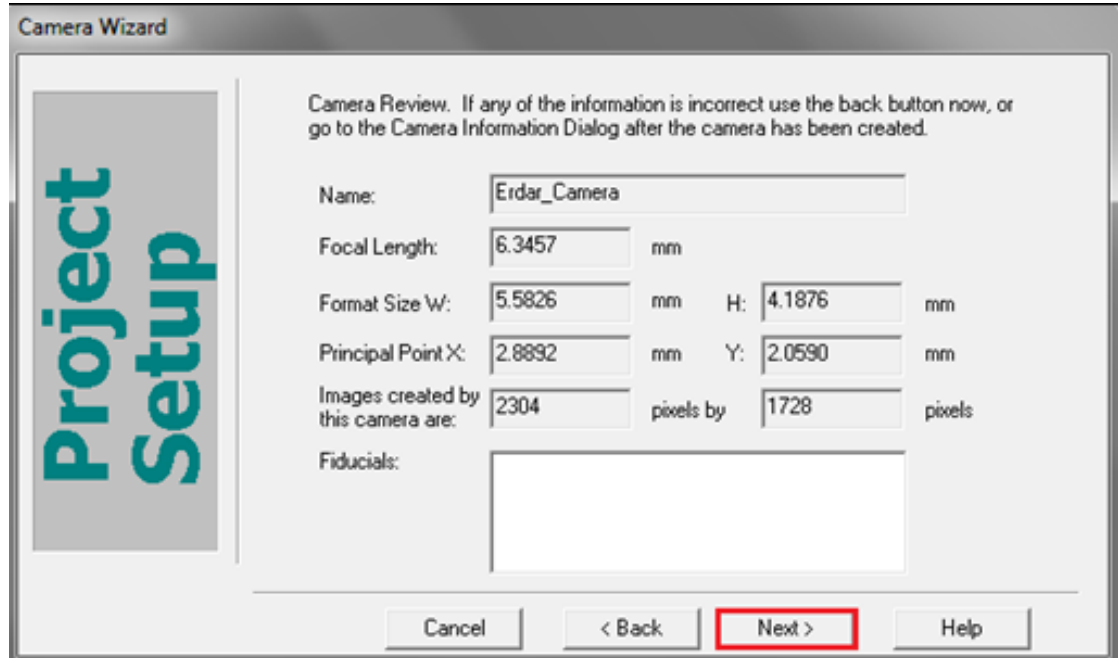 Camera Wizard
Project
Setup
Camera Review. If any of the information is incorrect use the back button now, or
go to the Camera Information Dialog after the camera has been created.
Name: Erdar_Camera
Focal Length: 6.3457 mm
Format Size W: 5.5826 mm H: 4.1876 mm
Principal Point X: 2.8892 mm Y: 2.0590 mm
Images created by
this camera are: 2304 pixels by 1728 pixels
Fiducials:
Cancel < Back Next > Help